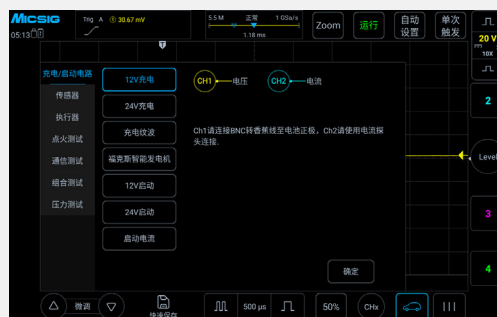 MICSIG
Trig A ① 30.67 mV
5.5 M 正常 1 GSa/s
1.18 ms
Zoom
运行
自动
设置
单次
触发
05:13
20 V
10X
充电/启动电路
传感器
执行器
点火测试
通信测试
组合测试
压力测试
12V充电
24V充电
充电纹波
福克斯智能发电机
12V启动
24V启动
启动电流
CH1 电压
CH2 电流
Ch1请连接BNC转香蕉线至电池正极，Ch2请使用电流探
头连接.
确定
2
Level
3
4
微调
快速保存
500 μs
50%
CHx